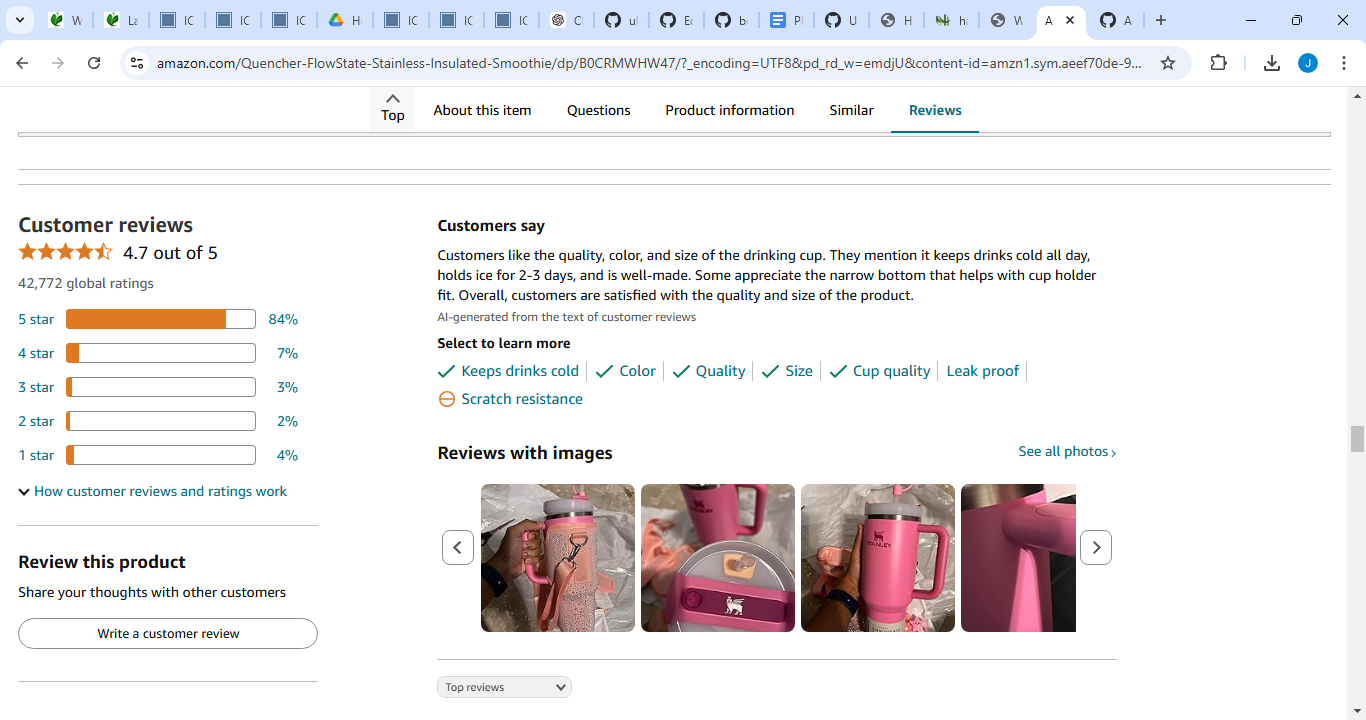 W
La
IC
IC
IC
He
IC
IC
IC
Cl
ul
Ec
be
Pl
U
H
ha
W
A
A
amazon.com/Quencher-FlowState-Stainless-Insulated-Smoothie/dp/B0CRMWHW47/?_encoding=UTF8&pd_rd_w=emdjU&content-id=amzn1.sym.aeef70de-9...
J
Top
About this item
Questions
Product information
Similar
Reviews
Customer reviews
4.7 out of 5
42,772 global ratings
5 star 84%
4 star 7%
3 star 3%
2 star 2%
1 star 4%
How customer reviews and ratings work
Review this product
Share your thoughts with other customers
Write a customer review
Customers say
Customers like the quality, color, and size of the drinking cup. They mention it keeps drinks cold all day,
holds ice for 2-3 days, and is well-made. Some appreciate the narrow bottom that helps with cup holder
fit. Overall, customers are satisfied with the quality and size of the product.
AI-generated from the text of customer reviews
Select to learn more
Keeps drinks cold
Color
Quality
Size
Cup quality
Leak proof
Scratch resistance
Reviews with images
See all photos ›
STANLEY
Top reviews